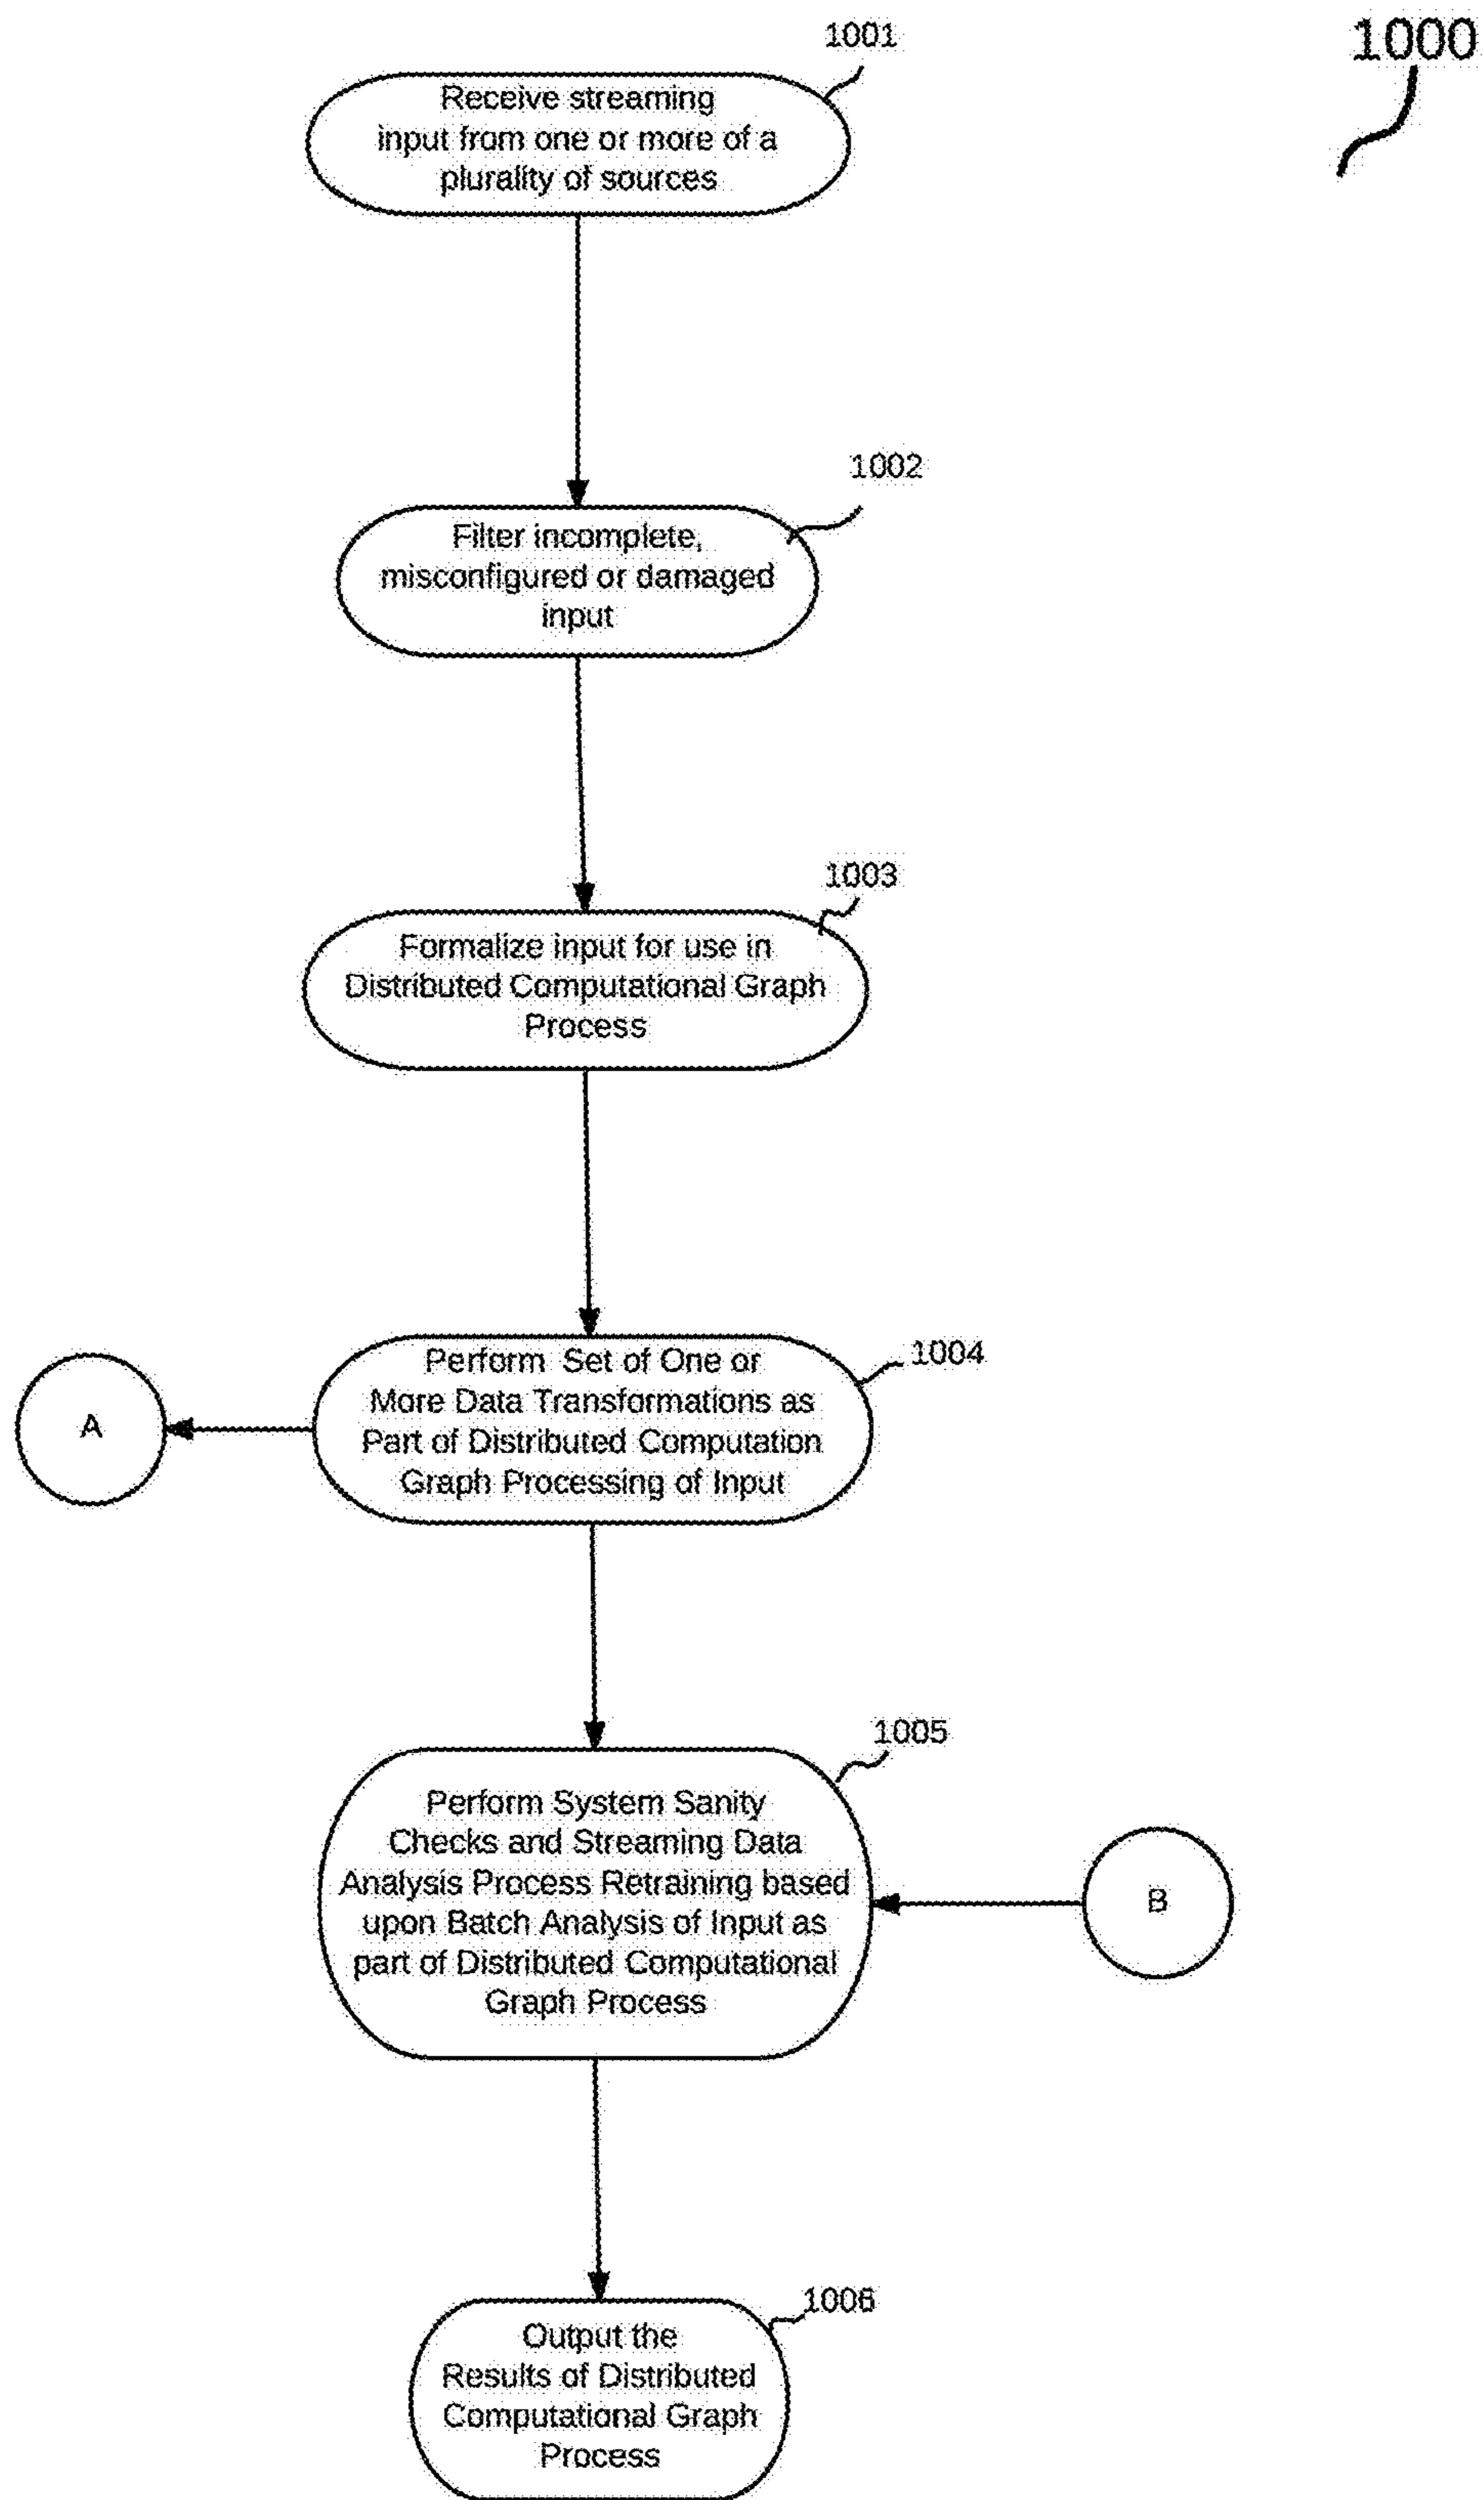 1000
1001
Receive streaming
input from one or more of a
plurality of sources
1002
Filter incomplete,
misconfigured or damaged
input
1003
Formalize input for use in
Distributed Computational Graph
Process
1004
Perform Set of One or
More Data Transformations as
Part of Distributed Computation
Graph Processing of Input
A
1005
Perform System Sanity
Checks and Streaming Data
Analysis Process Retraining based
upon Batch Analysis of Input as
part of Distributed Computational
Graph Process
B
1006
Output the
Results of Distributed
Computational Graph
Process